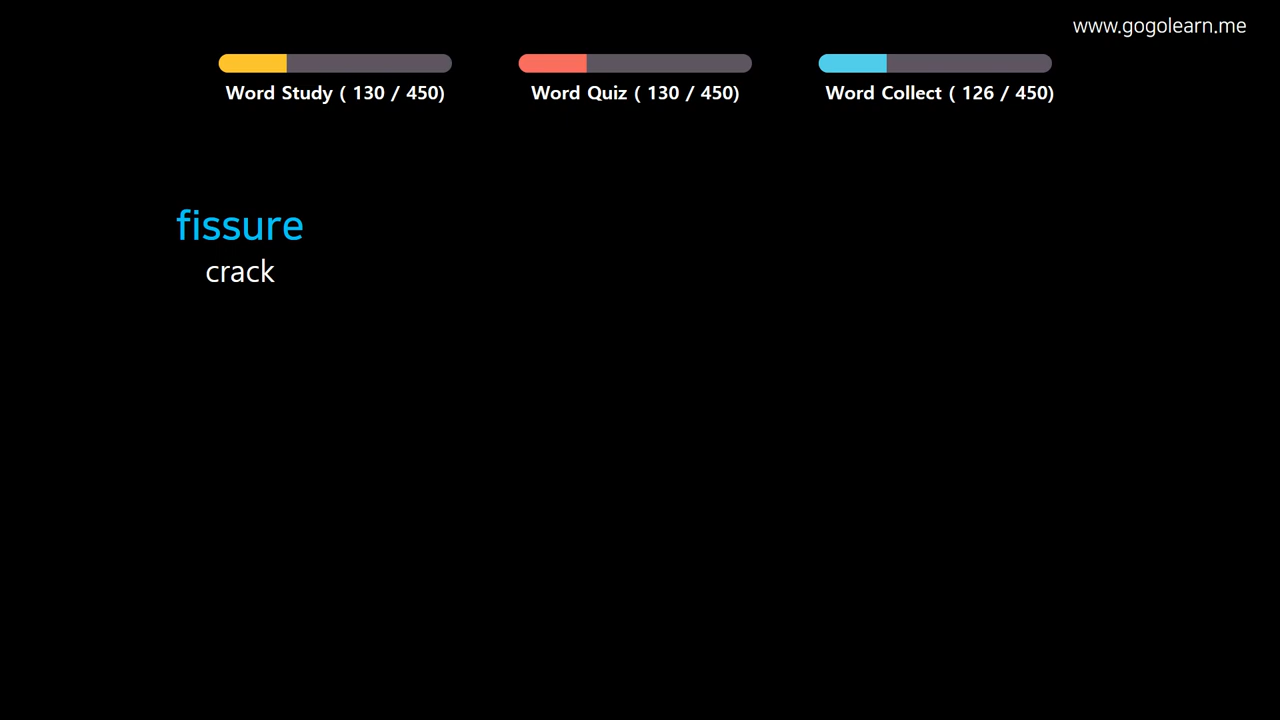 www.gogolearn.me
Word Study ( 130 / 450)
Word Quiz ( 130 / 450)
Word Collect ( 126 / 450)
fissure
crack